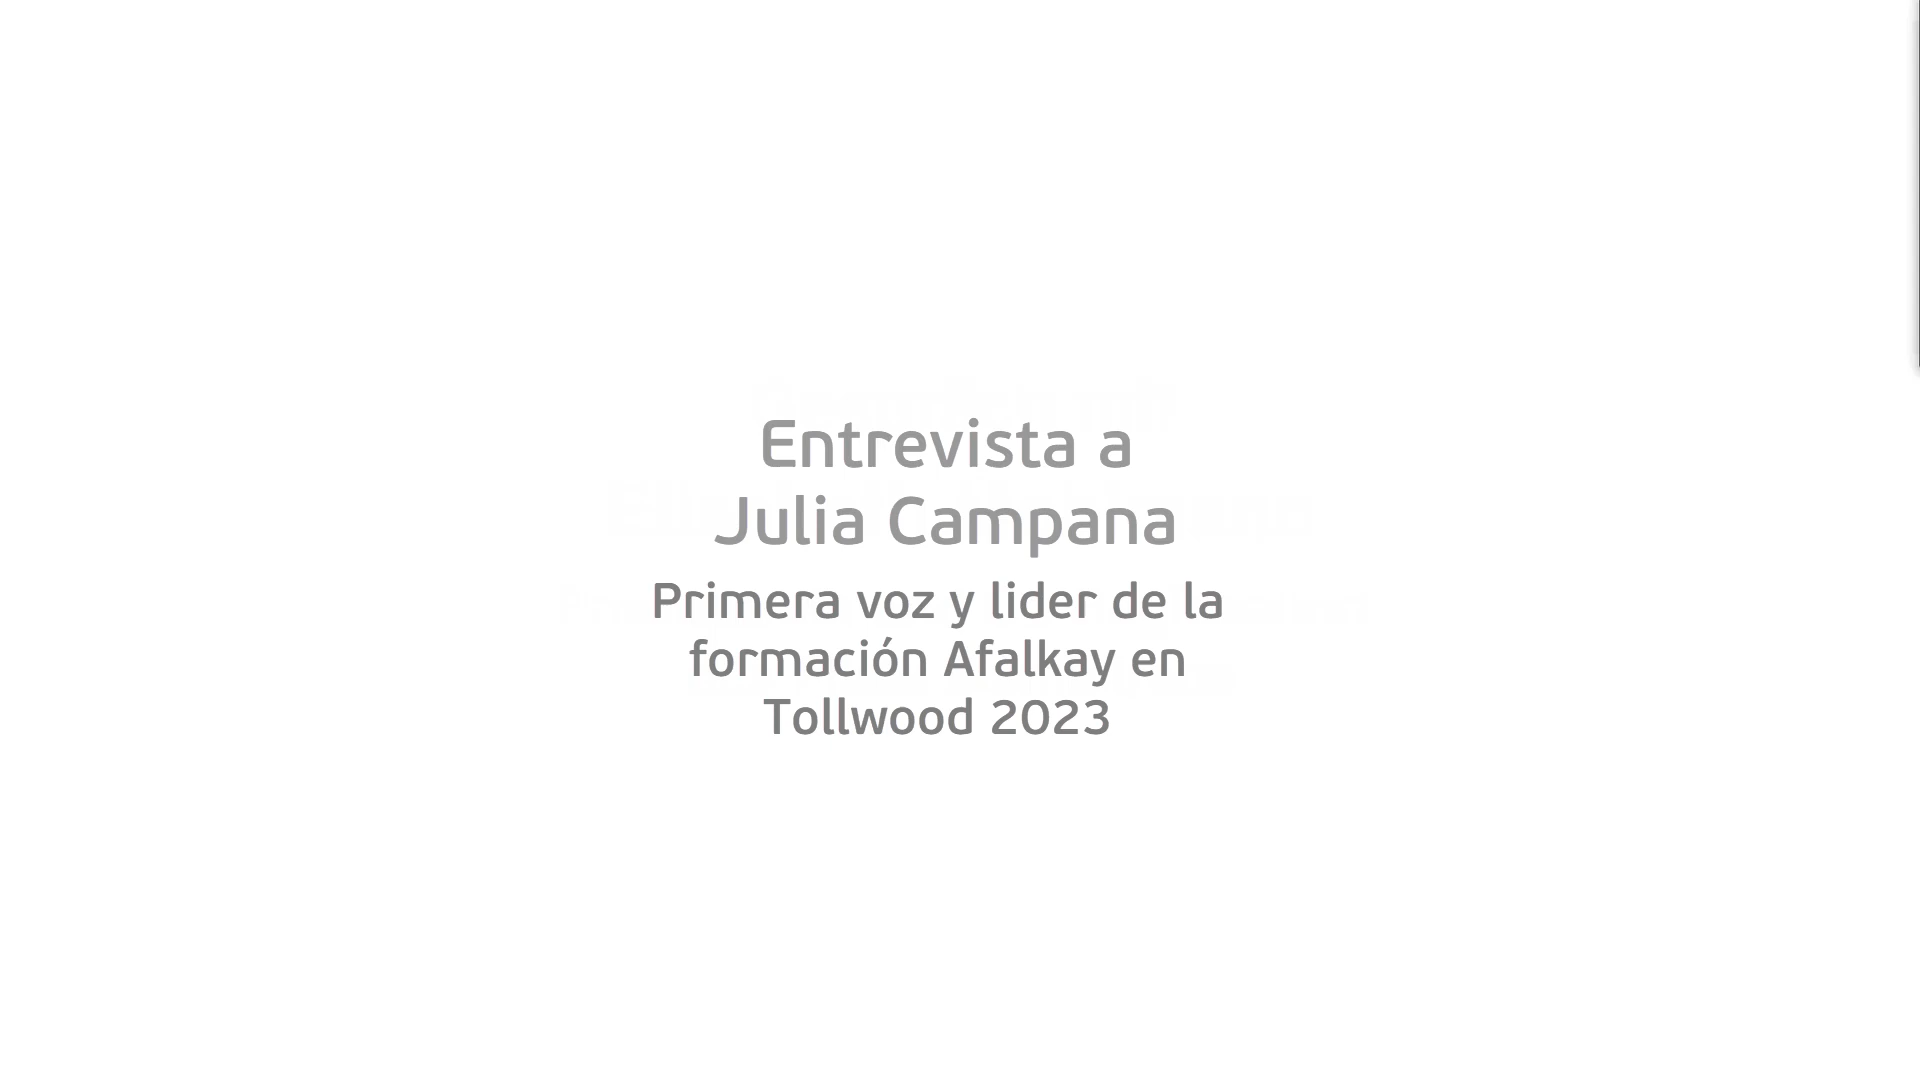 Entrevista a
Julia Campana
Primera voz y lider de la
formación Afalkay en
Tollwood 2023